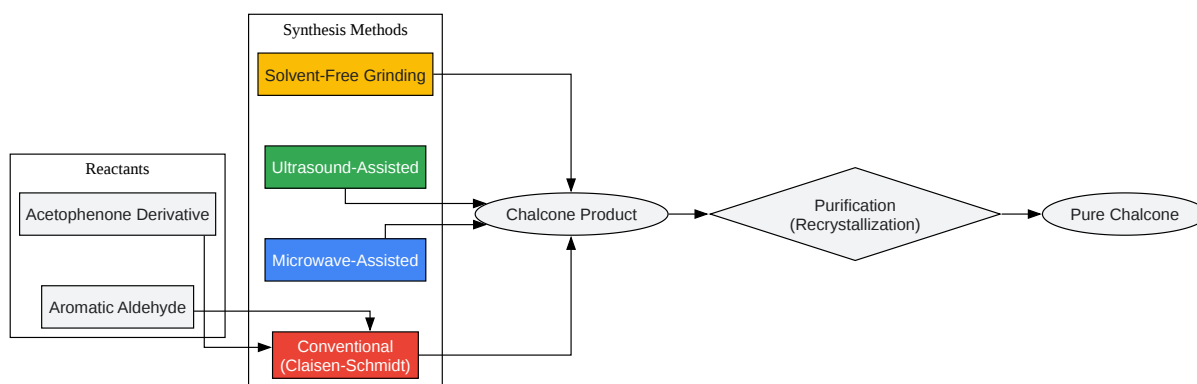 Synthesis Methods
Solvent-Free Grinding
Ultrasound-Assisted
Reactants
Acetophenone Derivative
Chalcone Product
Purification
(Recrystallization)
Pure Chalcone
Microwave-Assisted
Aromatic Aldehyde
Conventional
(Claisen-Schmidt)